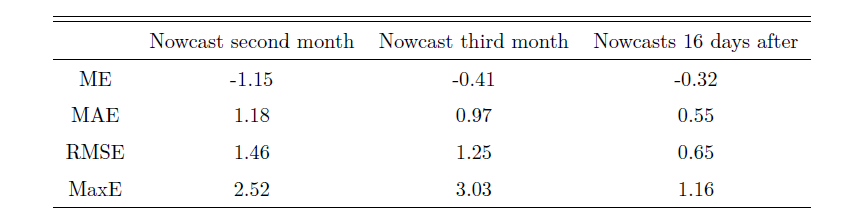 Nowcast second month Nowcast third month Nowcasts 16 days after
ME -1.15 -0.41 -0.32
MAE 1.18 0.97 0.55
RMSE 1.46 1.25 0.65
MaxE 2.52 3.03 1.16